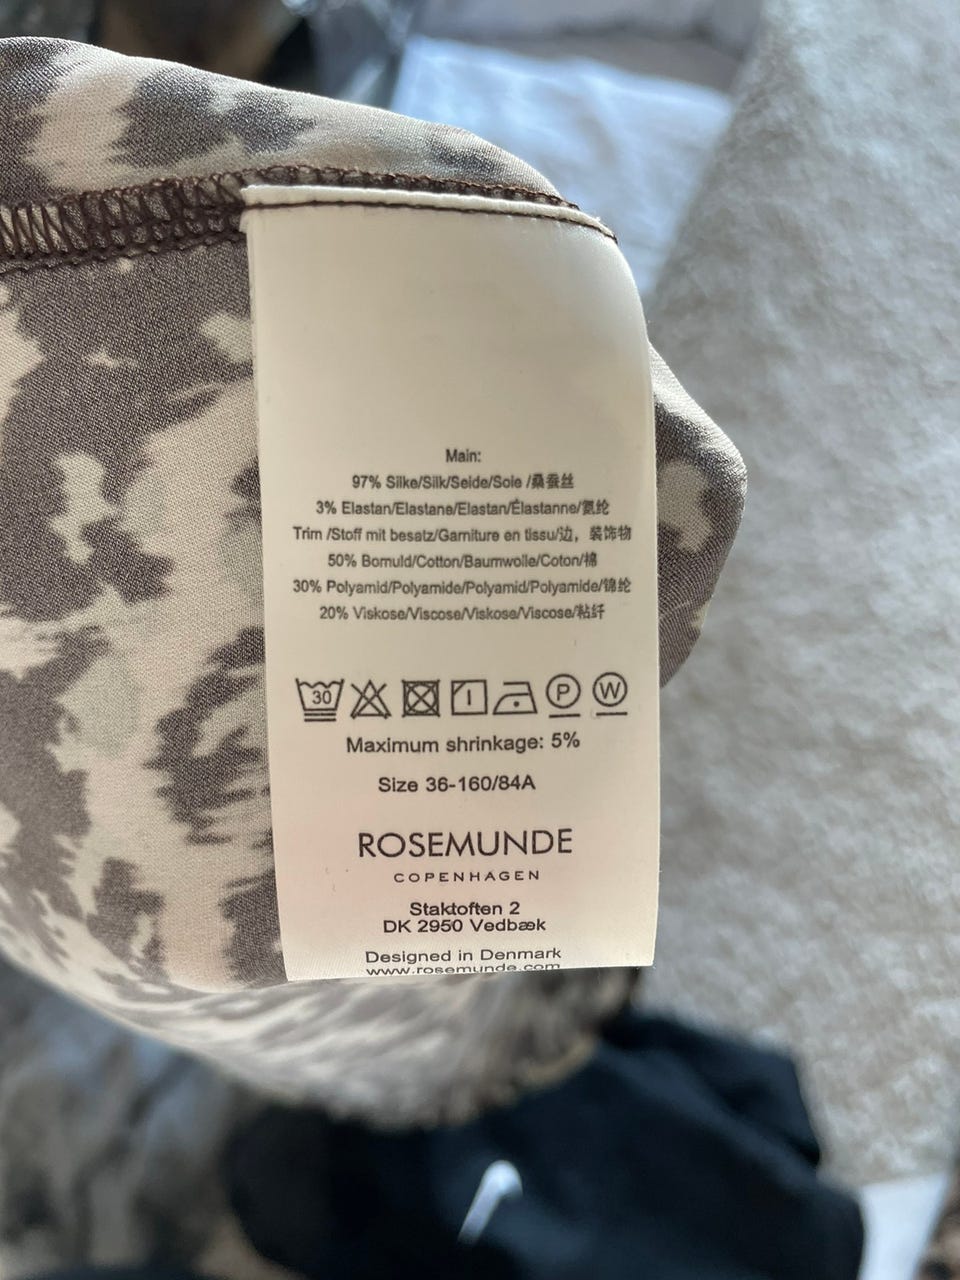 Main:
97% Silke/Silk/Seide/Soie /桑蚕丝
3% Elastan/Elastane/Elastan/Élastanne/氨纶
Trim /Stoff mit besatz/Garniture en tissu/边，装饰物
50% Bomuld/Cotton/Baumwolle/Coton/棉
30% Polyamid/Polyamide/Polyamid/Polyamide/锦纶
20% Viskose/Viscose/Viskose/Viscose/粘纤
30 P W
Maximum shrinkage: 5%
Size 36-160/84A
ROSEMUNDE
COPENHAGEN
Staktoften 2
DK 2950 Vedbæk
Designed in Denmark
www.rosemunde.com